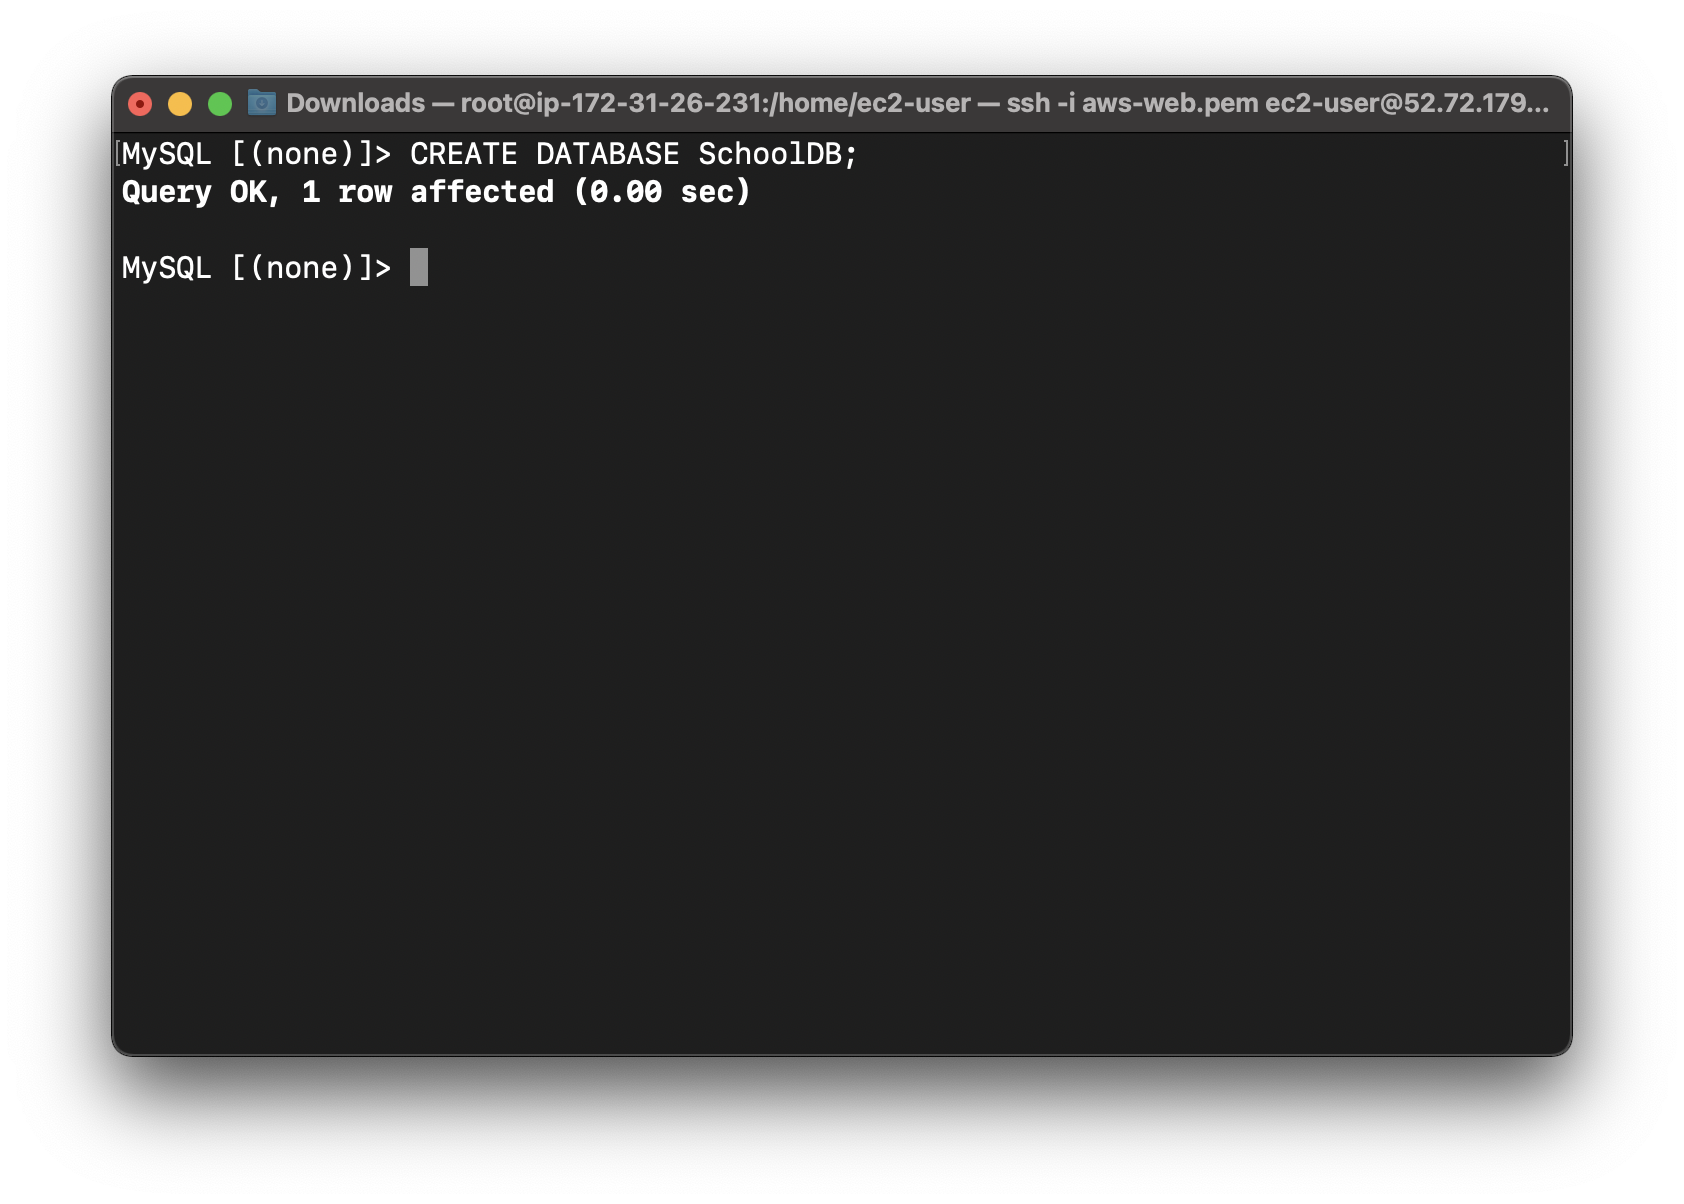 Downloads — root@ip-172-31-26-231:/home/ec2-user — ssh -i aws-web.pem ec2-user@52.72.179...
[MySQL [(none)]> CREATE DATABASE SchoolDB; ]
Query OK, 1 row affected (0.00 sec)
MySQL [(none)]>